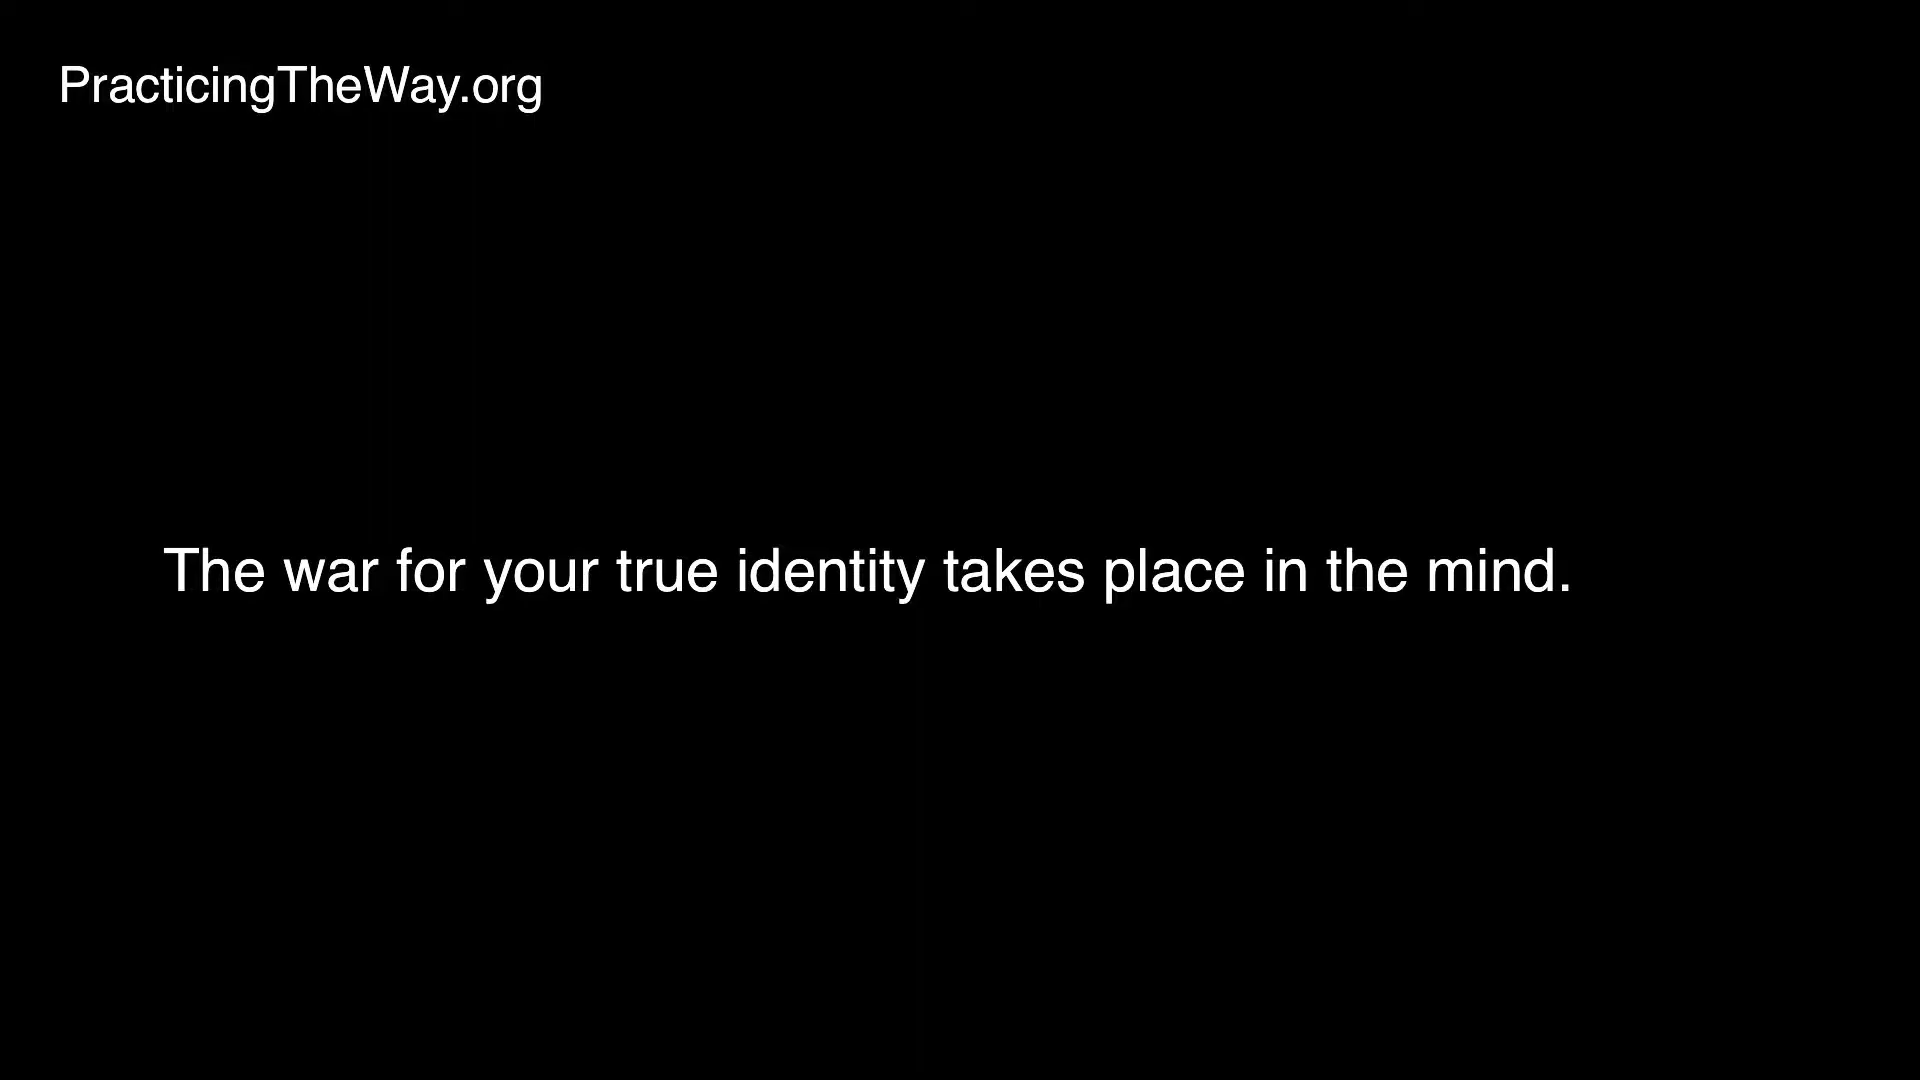 PracticingTheWay.org
The war for your true identity takes place in the mind.